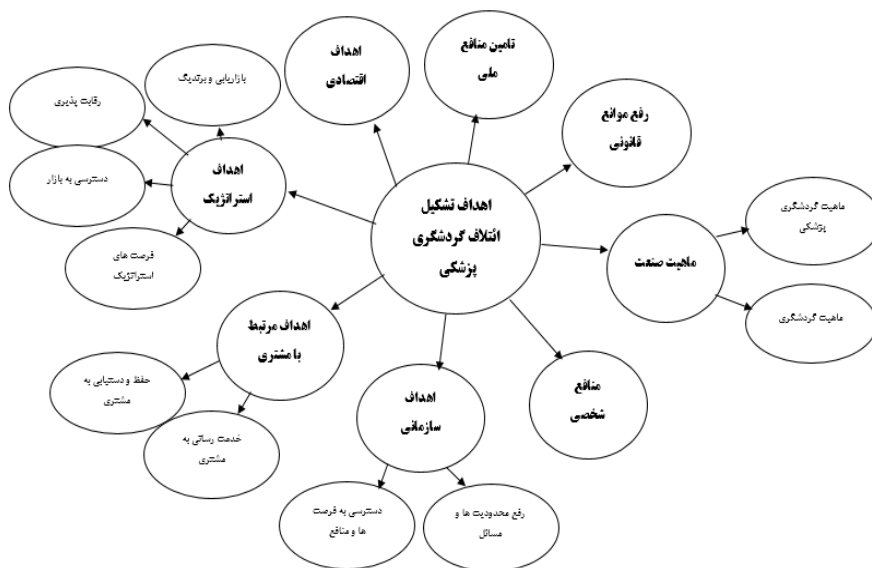 تامین منافع
ملی
اهداف
اقتصادی
بازاریابی و برندیگ
رقابت پذیری
رفع موانع
قانونی
اهداف
استراتژیک
دسترسی به بازار
فرصت های
استراتژیک
اهداف تشکیل
ائتلاف گردشگری
پزشکی
ماهیت گردشگری
پزشکی
ماهیت صنعت
ماهیت گردشگری
اهداف مرتبط
با مشتری
حفظ و دستیابی به
مشتری
خدمت رسانی به
مشتری
منافع
شخصی
اهداف
سازمانی
رفع محدودیت ها و
مسائل
دسترسی به فرصت
ها و منافع